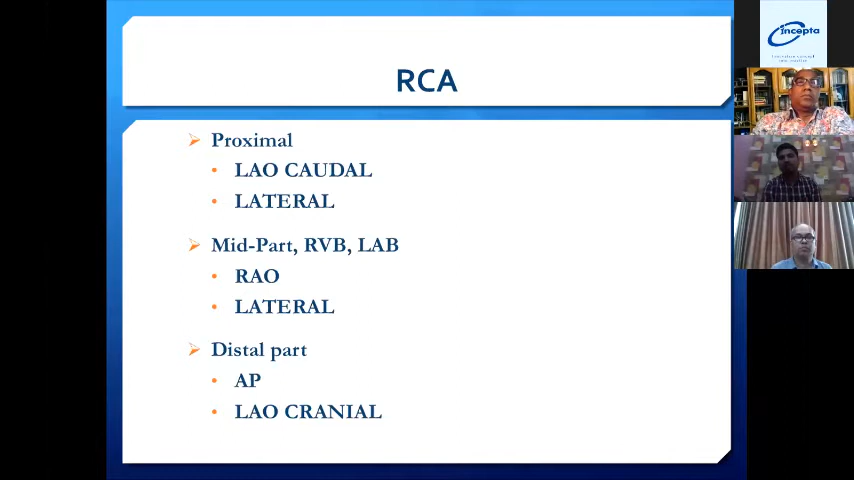 RCA
Proximal
LAO CAUDAL
LATERAL
Mid-Part, RVB, LAB
RAO
LATERAL
Distal part
AP
LAO CRANIAL
incepta